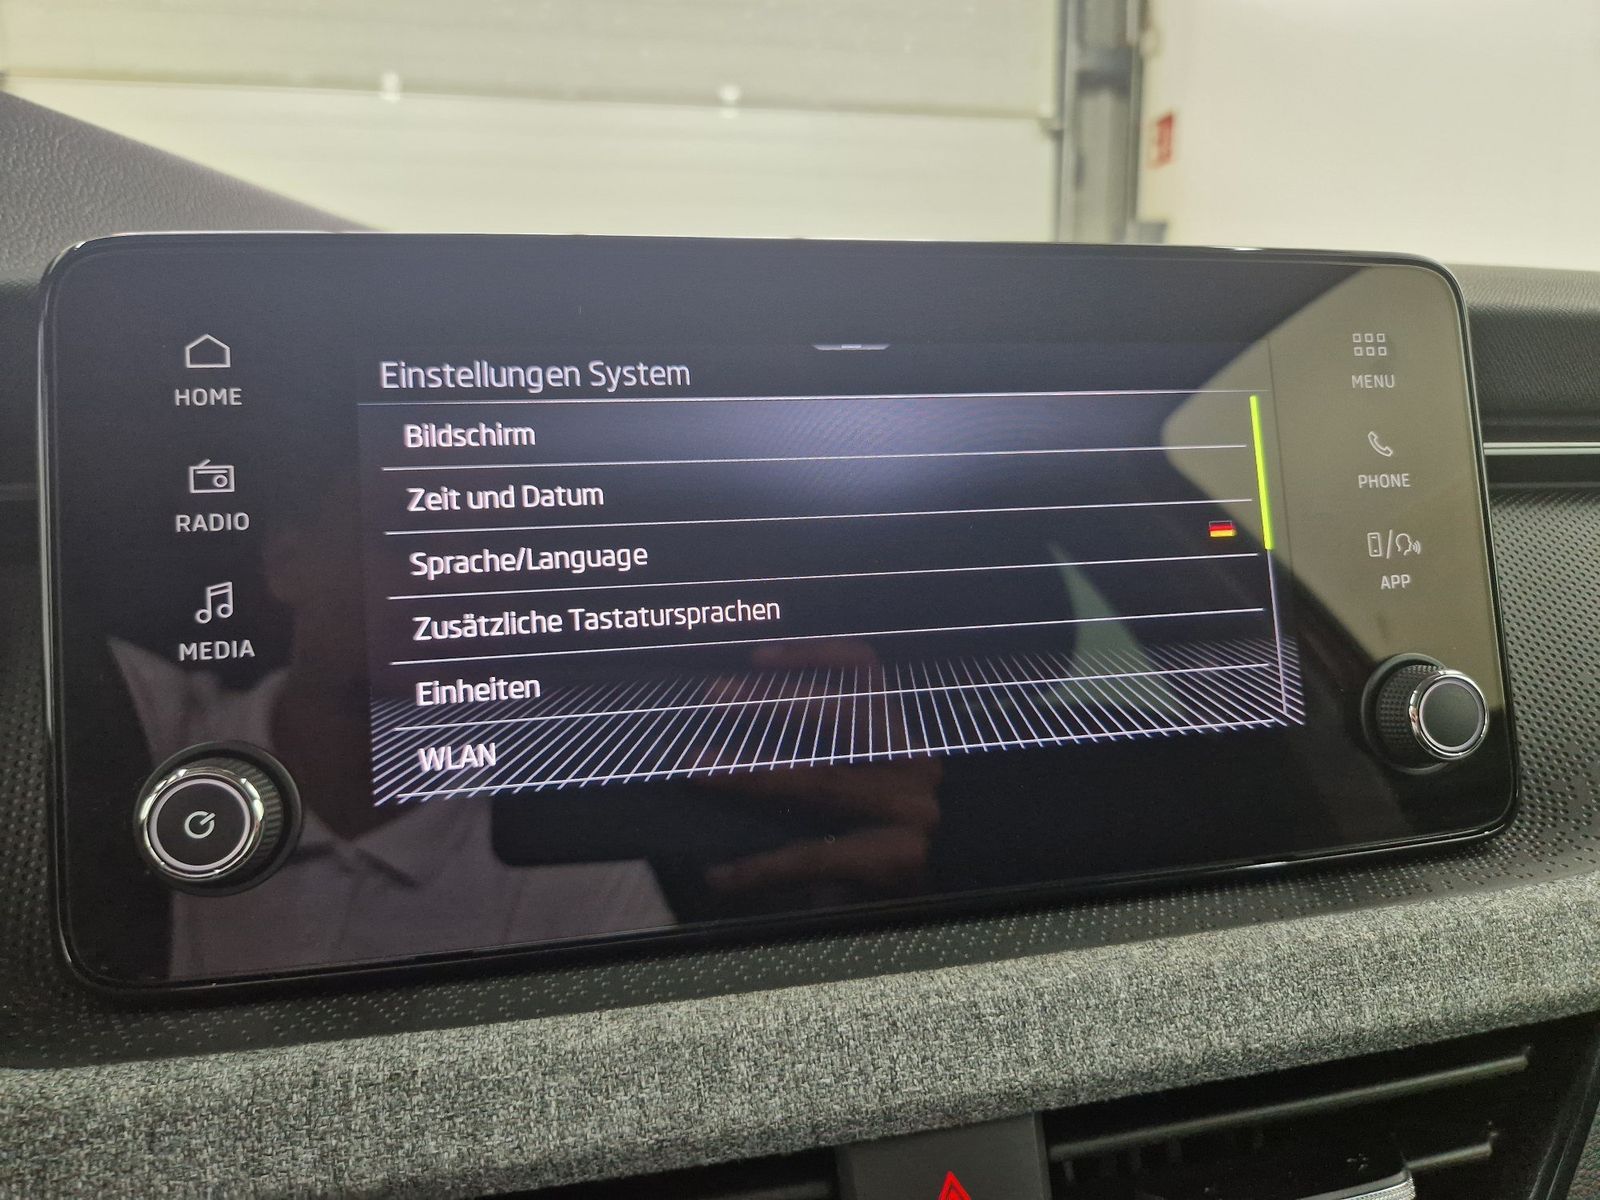 HOME
RADIO
MEDIA
Einstellungen System
Bildschirm
Zeit und Datum
Sprache/Language
Zusätzliche Tastatursprachen
Einheiten
WLAN
MENU
PHONE
APP